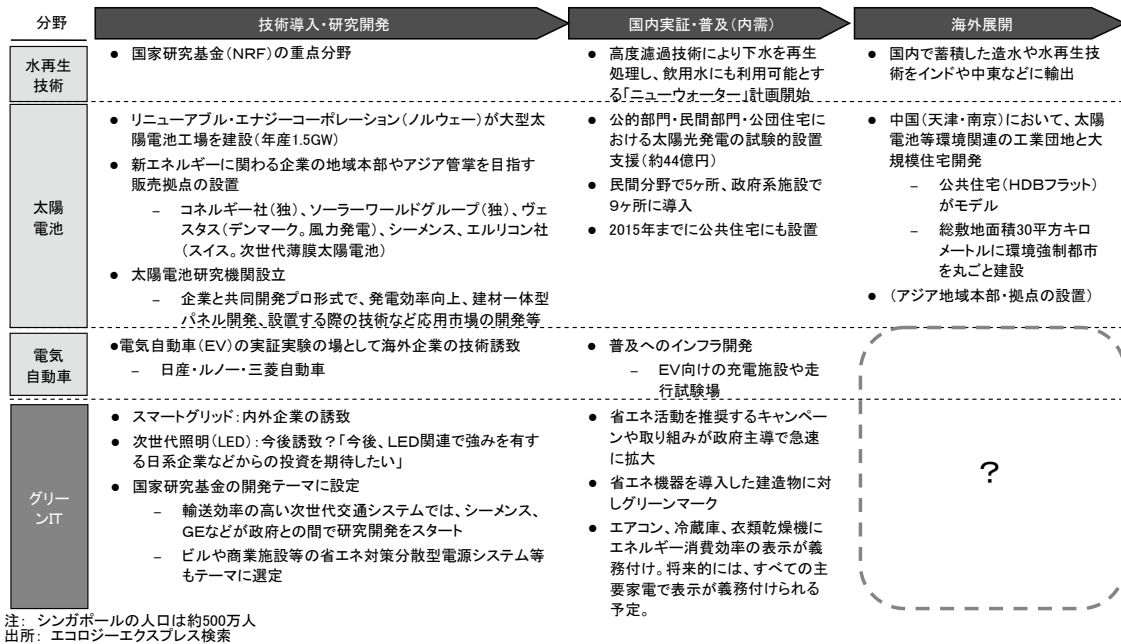 分野
技術導入・研究開発
国内実証・普及(内需)
海外展開
水再生
技術
● 国家研究基金(NRF)の重点分野
● 高度濾過技術により下水を再生
処理し、飲用水にも利用可能とす
る「ニューウォーター」計画開始
● 国内で蓄積した造水や水再生技
術をインドや中東などに輸出
太陽
電池
● リニューアブル・エナジーコーポレーション(ノルウェー)が大型太
陽電池工場を建設(年産1.5GW)
● 新エネルギーに関わる企業の地域本部やアジア管掌を目指す
販売拠点の設置
– コネルギー社(独)、ソーラーワールドグループ(独)、ヴェ
スタス(デンマーク。風力発電)、シーメンス、エルリコン社
(スイス。次世代薄膜太陽電池)
● 太陽電池研究機関設立
– 企業と共同開発プロ形式で、発電効率向上、建材一体型
パネル開発、設置する際の技術など応用市場の開発等
● 公的部門・民間部門・公団住宅に
おける太陽光発電の試験的設置
支援(約44億円)
● 民間分野で5ヶ所、政府系施設で
9ヶ所に導入
● 2015年までに公共住宅にも設置
● 中国(天津・南京)において、太陽
電池等環境関連の工業団地と大
規模住宅開発
– 公共住宅(HDBフラット)
がモデル
– 総敷地面積30平方キロ
メートルに環境強制都市
を丸ごと建設
● (アジア地域本部・拠点の設置)
電気
自動車
●電気自動車(EV)の実証実験の場として海外企業の技術誘致
– 日産・ルノー・三菱自動車
● 普及へのインフラ開発
– EV向けの充電施設や走
行試験場
グリー
ンIT
● スマートグリッド:内外企業の誘致
● 次世代照明(LED):今後誘致?「今後、LED関連で強みを有す
る日系企業などからの投資を期待したい」
● 国家研究基金の開発テーマに設定
– 輸送効率の高い次世代交通システムでは、シーメンス、
GEなどが政府との間で研究開発をスタート
– ビルや商業施設等の省エネ対策分散型電源システム等
もテーマに選定
● 省エネ活動を推奨するキャンペー
ンや取り組みが政府主導で急速
に拡大
● 省エネ機器を導入した建造物に対
しグリーンマーク
● エアコン、冷蔵庫、衣類乾燥機に
エネルギー消費効率の表示が義
務付け。将来的には、すべての主
要家電で表示が義務付けられる
予定。
?
注: シンガポールの人口は約500万人
出所: エコロジーエクスプレス検索